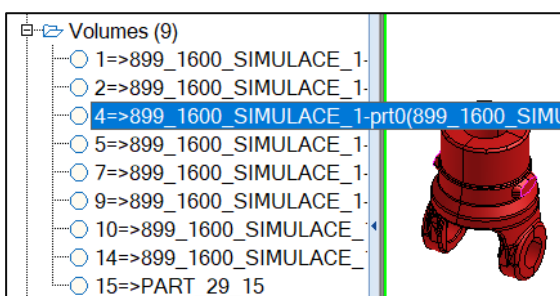 Volumes (9)
1=>899_1600_SIMULACE_1-
2=>899_1600_SIMULACE_1-
4=>899_1600_SIMULACE_1-prt0(899_1600_SIMU
5=>899_1600_SIMULACE_1-
7=>899_1600_SIMULACE_1-
9=>899_1600_SIMULACE_1-
10=>899_1600_SIMULACE_
14=>899_1600_SIMULACE_
15=>PART_29_15